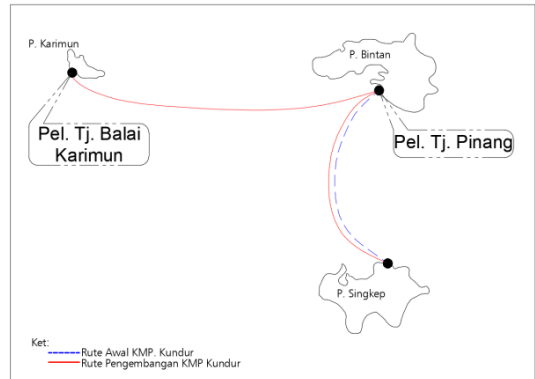 P. Karimun
P. Bintan
Pel. Tj. Balai
Karimun
Pel. Tj. Pinang
P. Singkep
Ket:
Rute Awal KMP. Kundur
Rute Pengembangan KMP Kundur